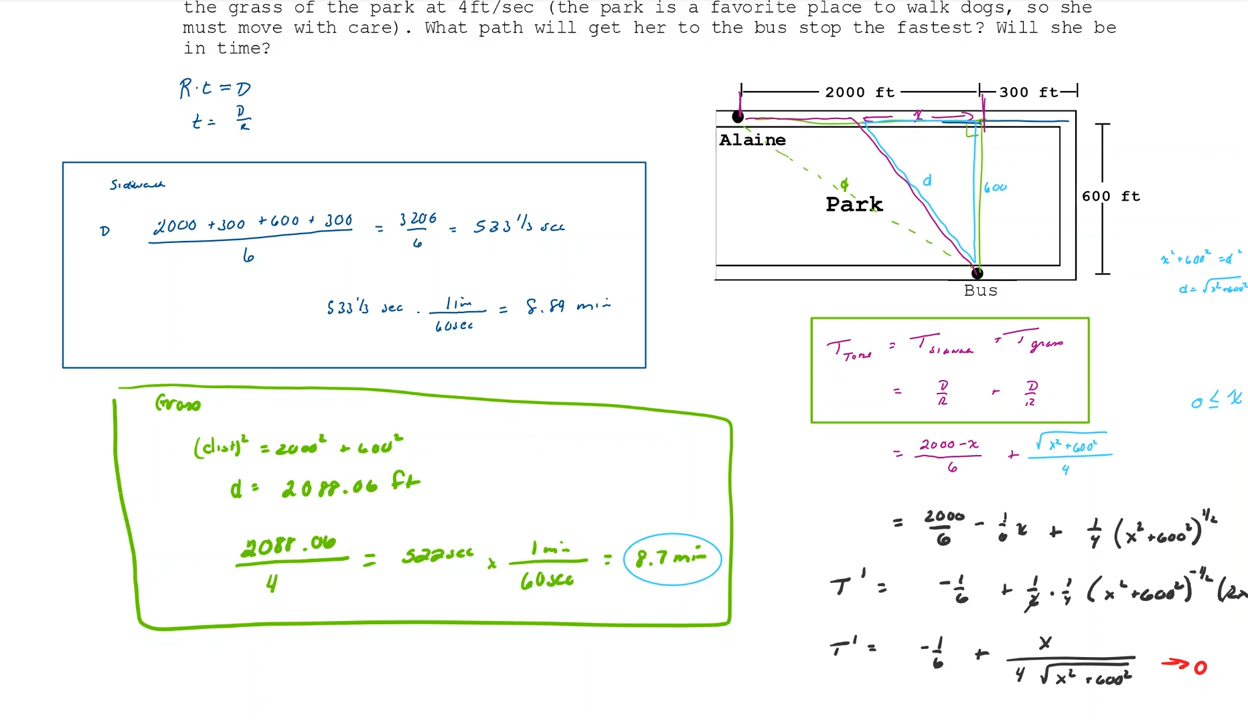 the grass of the park at 4ft/sec (the park is a favorite place to walk dogs, so she
must move with care). What path will get her to the bus stop the fastest? Will she be
in time?
R·t = D
t = D/R
Sidewalk
D (2000 + 300 + 600 + 300)/6 = 3200/6 = 533 1/3 sec
533 1/3 sec · 1 min/60 sec = 8.89 min
Grass
(dist)² = 2000² + 600²
d = 2088.06 ft
2088.06/4 = 522 sec × 1 min/60 sec = 8.7 min
2000 ft 300 ft
x
Alaine
d
600
600 ft
Park
Bus
x² + 600² = d²
d = √x² + 600²
T = T + T grass
= D/R + D/R
0 ≤ x
= (2000 - x)/6 + √x² + 600²/4
= 2000/6 - 1/6 x + 1/4 (x² + 600²)^1/2
T' = -1/6 + 1/2 · 1/4 (x² + 600²)^-1/2 (2x
T' = -1/6 + x/(4 √x² + 600²) → 0